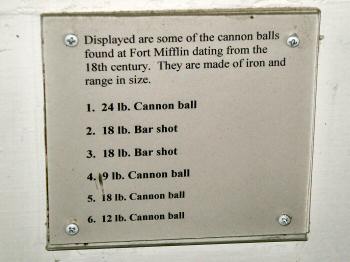 Displayed are some of the cannon balls
found at Fort Mifflin dating from the
18th century. They are made of iron and
range in size.
1. 24 lb. Cannon ball
2. 18 lb. Bar shot
3. 18 lb. Bar shot
4. 9 lb. Cannon ball
5. 18 lb. Cannon ball
6. 12 lb. Cannon ball